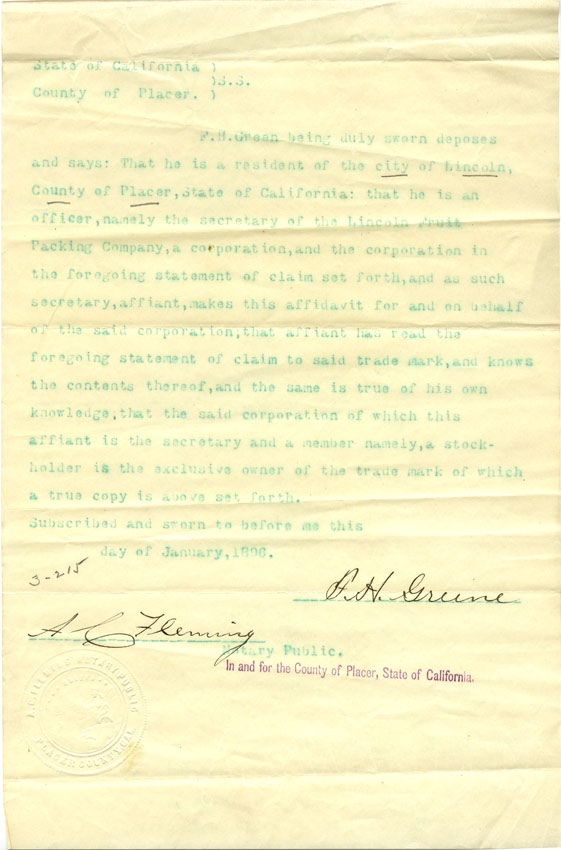 State of California )
)S.S.
County of Placer. )
F.H.Green being duly sworn deposes
and says: That he is a resident of the city of Lincoln,
County of Placer,State of California: that he is an
officer,namely the secretary of the Lincoln Fruit
Packing Company,a corporation,and the corporation in
the foregoing statement of claim set forth,and as such
secretary,affiant,makes this affidavit for and on behalf
of the said corporation,that affiant has read the
foregoing statement of claim to said trade mark,and knows
the contents thereof,and the same is true of his own
knowledge,that the said corporation of which this
affiant is the secretary and a member namely,a stock-
holder is the exclusive owner of the trade mark of which
a true copy is above set forth.
Subscribed and sworn to before me this
day of January,1896.
3-215
F.H. Greene
A C Fleming
Notary Public.
In and for the County of Placer, State of California.
NOTARY PUBLIC
PLACER COUNTY, CAL.